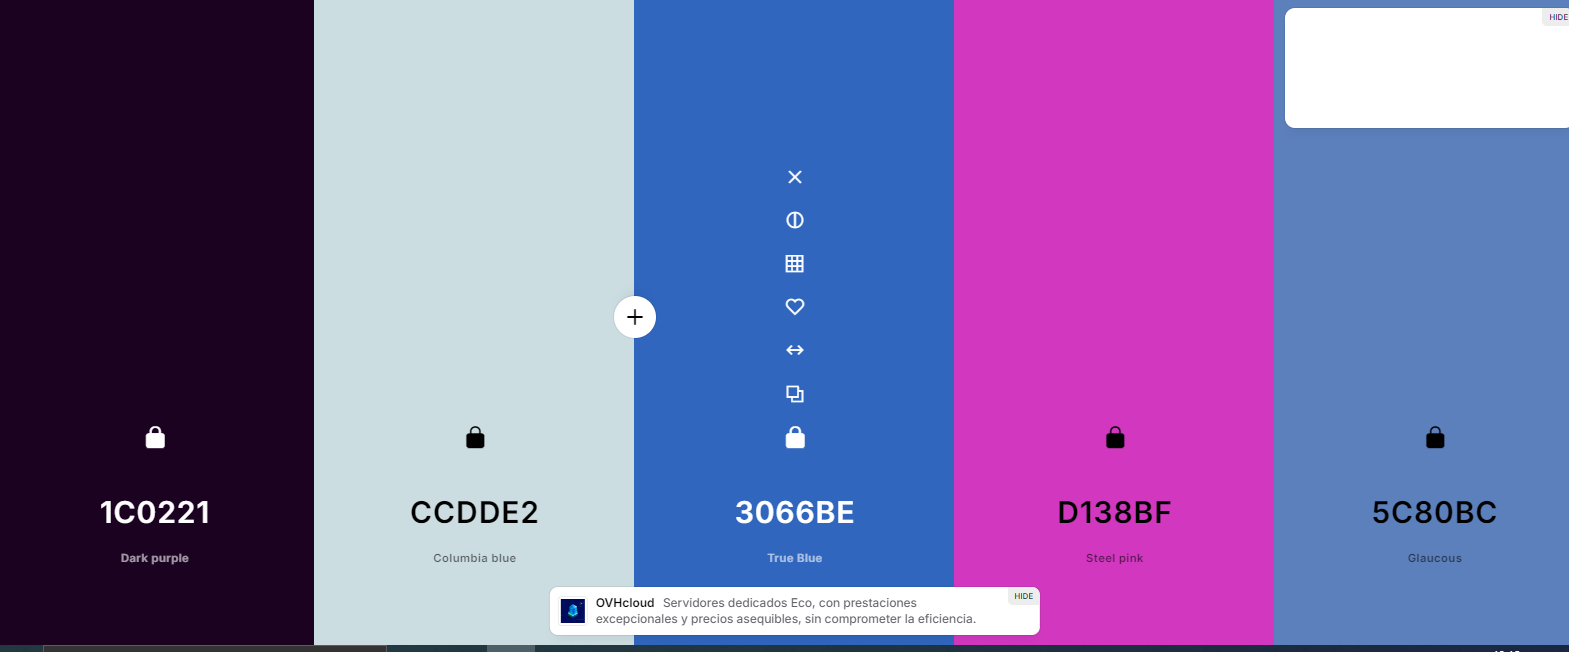 HIDE
1C0221
CCDDE2
3066BE
D138BF
5C80BC
Dark purple
Columbia blue
True Blue
Steel pink
Glaucous
OVHcloud Servidores dedicados Eco, con prestaciones
excepcionales y precios asequibles, sin comprometer la eficiencia.
HIDE